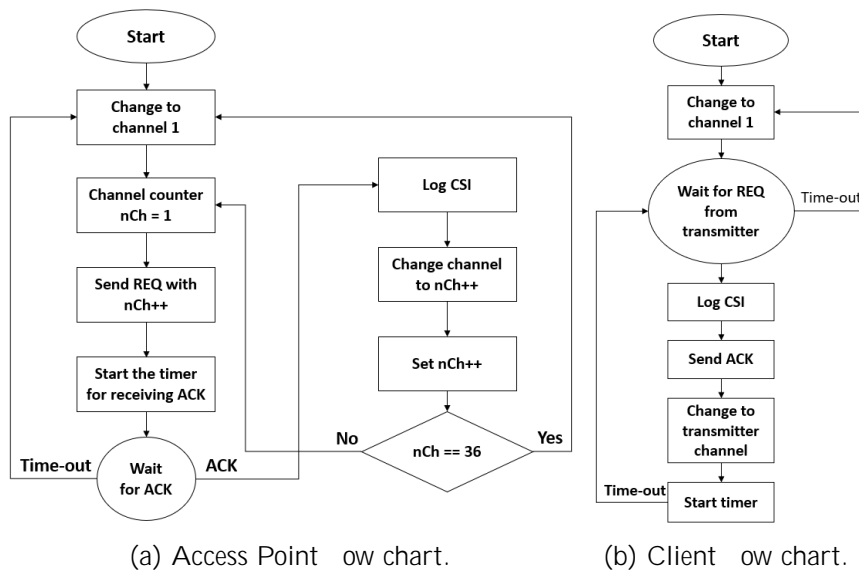 Start
Change to
channel 1
Channel counter
nCh = 1
Send REQ with
nCh++
Start the timer
for receiving ACK
Time-out
Wait
for ACK
ACK
Log CSI
Change channel
to nCh++
Set nCh++
No
nCh == 36
Yes
(a) Access Point ow chart.
Start
Change to
channel 1
Wait for REQ
from
transmitter
Time-out
Log CSI
Send ACK
Change to
transmitter
channel
Time-out
Start timer
(b) Client ow chart.